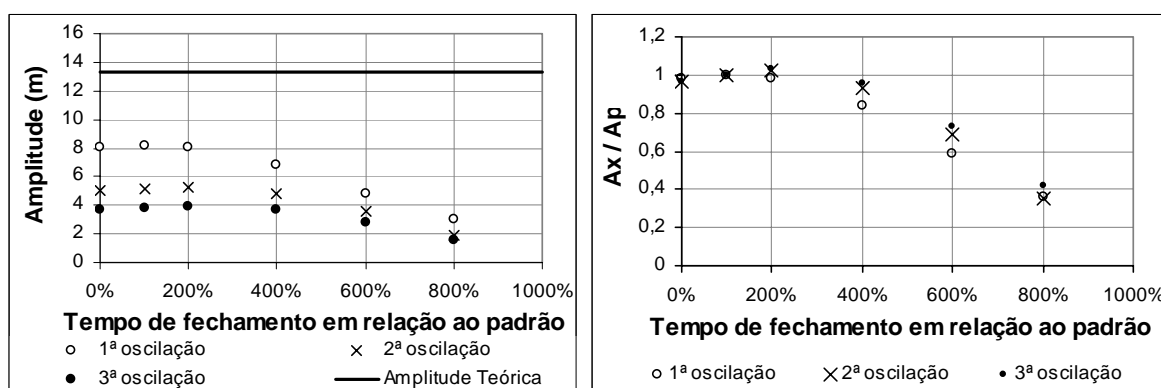 16
14
12
10
8
6
4
2
0
Amplitude (m)
0% 200% 400% 600% 800% 1000%
Tempo de fechamento em relação ao padrão
1ª oscilação 2ª oscilação
3ª oscilação Amplitude Teórica
1,2
1
0,8
0,6
0,4
0,2
0
Ax / Ap
0% 200% 400% 600% 800% 1000%
Tempo de fechamento em relação ao padrão
1ª oscilação 2ª oscilação 3ª oscilação